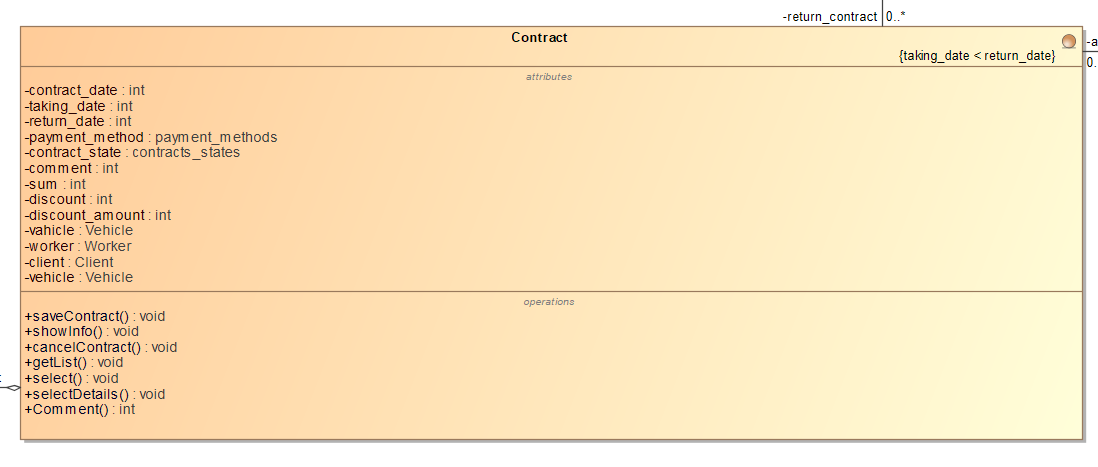 -return_contract 0..*
Contract
-a
{taking_date < return_date}
0.
attributes
-contract_date : int
-taking_date : int
-return_date : int
-payment_method : payment_methods
-contract_state : contracts_states
-comment : int
-sum : int
-discount : int
-discount_amount : int
-vahicle : Vehicle
-worker : Worker
-client : Client
-vehicle : Vehicle
operations
+saveContract() : void
+showInfo() : void
+cancelContract() : void
+getList() : void
+select() : void
+selectDetails() : void
+Comment() : int